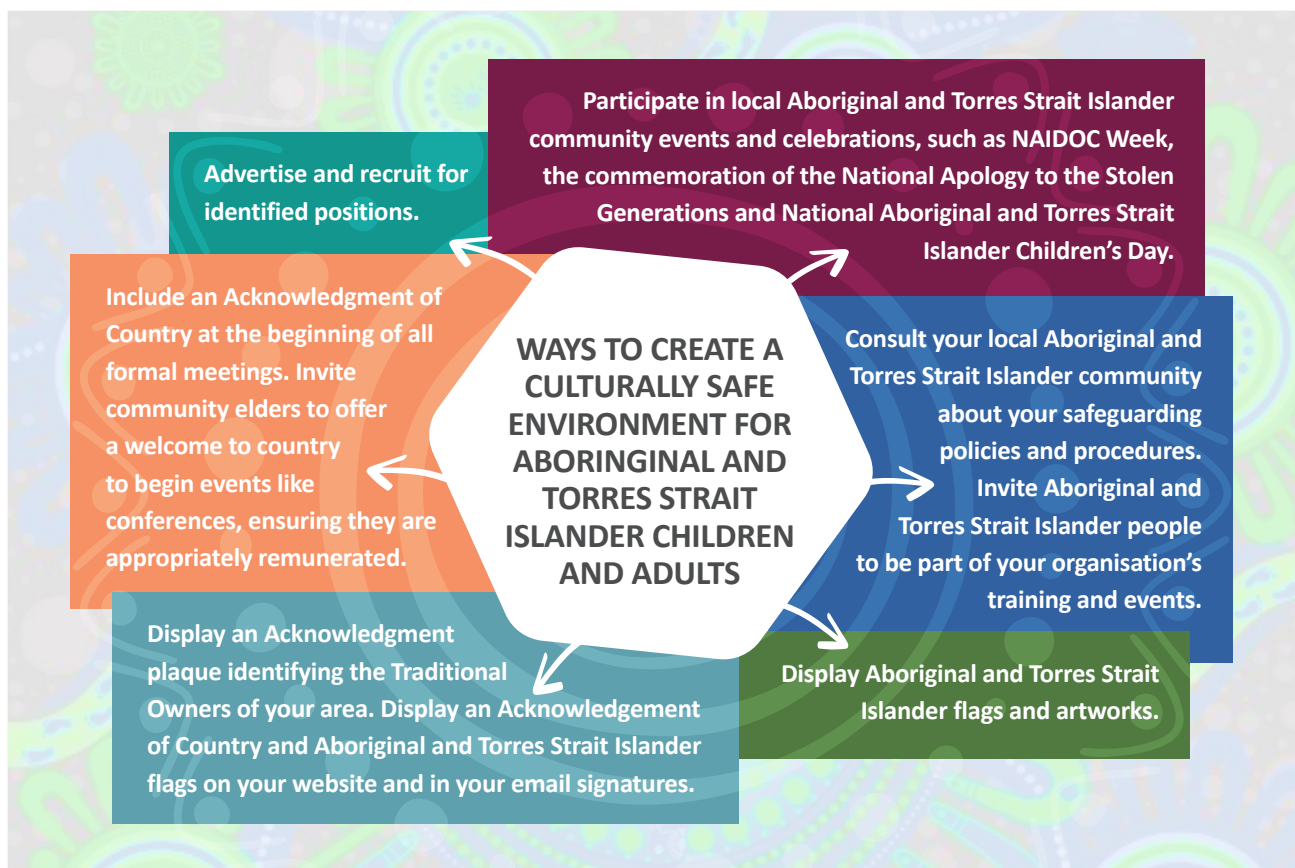 Participate in local Aboriginal and Torres Strait Islander
community events and celebrations, such as NAIDOC Week,
the commemoration of the National Apology to the Stolen
Generations and National Aboriginal and Torres Strait
Islander Children's Day.
Advertise and recruit for
identified positions.
Include an Acknowledgment of
Country at the beginning of all
formal meetings. Invite
community elders to offer
a welcome to country
to begin events like
conferences, ensuring they are
appropriately remunerated.
WAYS TO CREATE A
CULTURALLY SAFE
ENVIRONMENT FOR
ABORINGINAL AND
TORRES STRAIT
ISLANDER CHILDREN
AND ADULTS
Consult your local Aboriginal and
Torres Strait Islander community
about your safeguarding
policies and procedures.
Invite Aboriginal and
Torres Strait Islander people
to be part of your organisation's
training and events.
Display an Acknowledgment
plaque identifying the Traditional
Owners of your area. Display an Acknowledgement
of Country and Aboriginal and Torres Strait Islander
flags on your website and in your email signatures.
Display Aboriginal and Torres Strait
Islander flags and artworks.